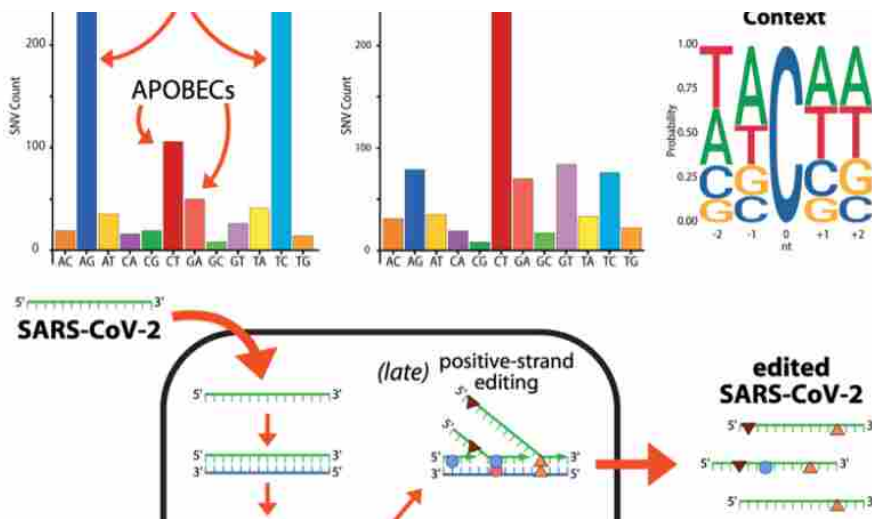 Context
200
100
0
SNV Count
APOBECs
AC AG AT CA CG CT GA GC GT TA TC TG
200
100
0
SNV Count
AC AG AT CA CG CT GA GC GT TA TC TG
1.00
0.75
0.50
0.25
0.00
Probability
T A C A A
A T T T
C G C G
G C G C
-2 -1 0 +1 +2
nt
5' 3'
SARS-CoV-2
(late) positive-strand
editing
edited
SARS-CoV-2
5' 3'
5' 3'
3' 5'
5'
5'
5' 3'
3' 5'
5' 3'
5' 3'
5' 3'